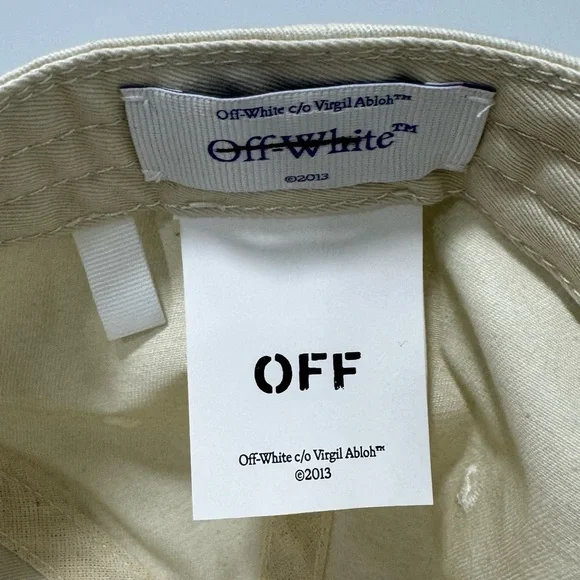 Off-White c/o Virgil Abloh™
Off-White™
©2013
OFF
Off-White c/o Virgil Abloh™
©2013